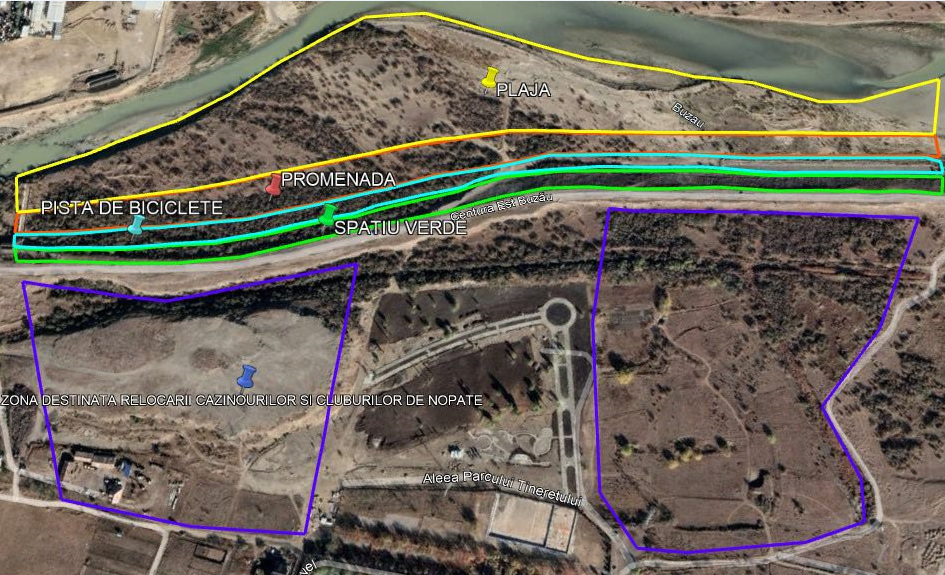 PLAJA
Buzău
PROMENADA
PISTA DE BICICLETE
Centura Est Buzău
SPATIU VERDE
ZONA DESTINATA RELOCARII CAZINOURILOR SI CLUBURILOR DE NOPATE
Aleea Parcului Tineretului